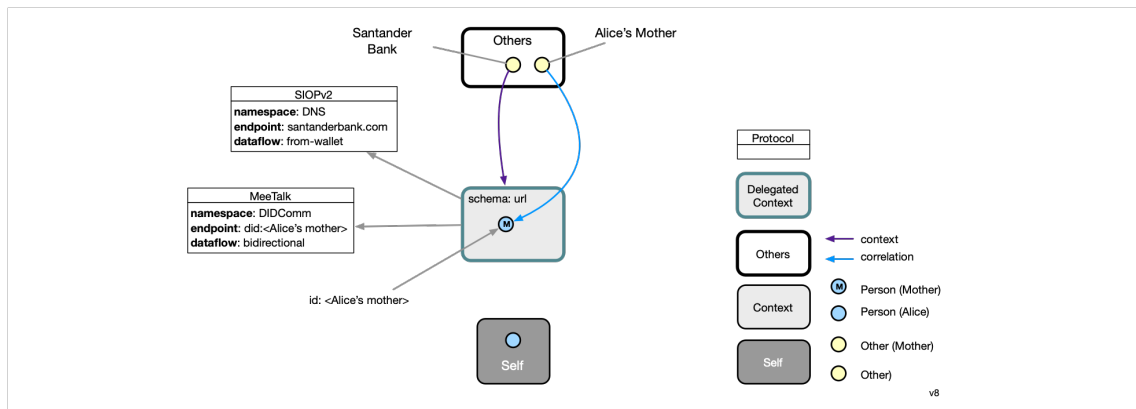 Santander
Bank
Others
Alice's Mother
SIOPv2
namespace: DNS
endpoint: santanderbank.com
dataflow: from-wallet
MeeTalk
namespace: DIDComm
endpoint: did:<Alice's mother>
dataflow: bidirectional
schema: url
M
id: <Alice's mother>
Self
Protocol
Delegated
Context
Others
context
correlation
Context
M
Person (Mother)
Person (Alice)
Self
Other (Mother)
Other)
v8